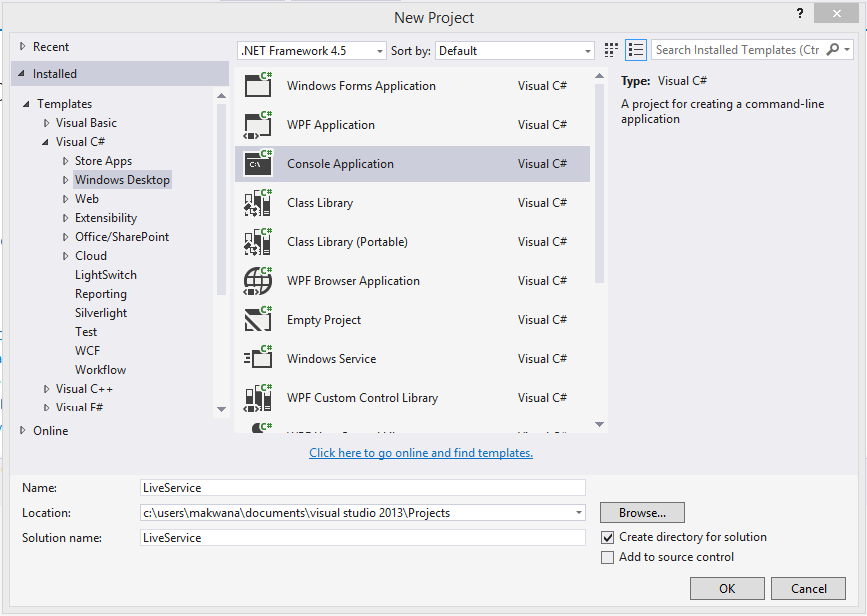 New Project
?
Recent
.NET Framework 4.5
Sort by:
Default
Search Installed Templates (Ctr
Installed
Templates
Visual Basic
Visual C#
Store Apps
Windows Desktop
Web
Extensibility
Office/SharePoint
Cloud
LightSwitch
Reporting
Silverlight
Test
WCF
Workflow
Visual C++
Visual F#
Online
C# Windows Forms Application Visual C#
C# WPF Application Visual C#
C# C:\ Console Application Visual C#
C# Class Library Visual C#
C# Class Library (Portable) Visual C#
C# WPF Browser Application Visual C#
C# Empty Project Visual C#
C# Windows Service Visual C#
C# WPF Custom Control Library Visual C#
C#
Type: Visual C#
A project for creating a command-line
application
Click here to go online and find templates.
Name: LiveService
Location: c:\users\makwana\documents\visual studio 2013\Projects
Browse...
Solution name: LiveService
Create directory for solution
Add to source control
OK
Cancel